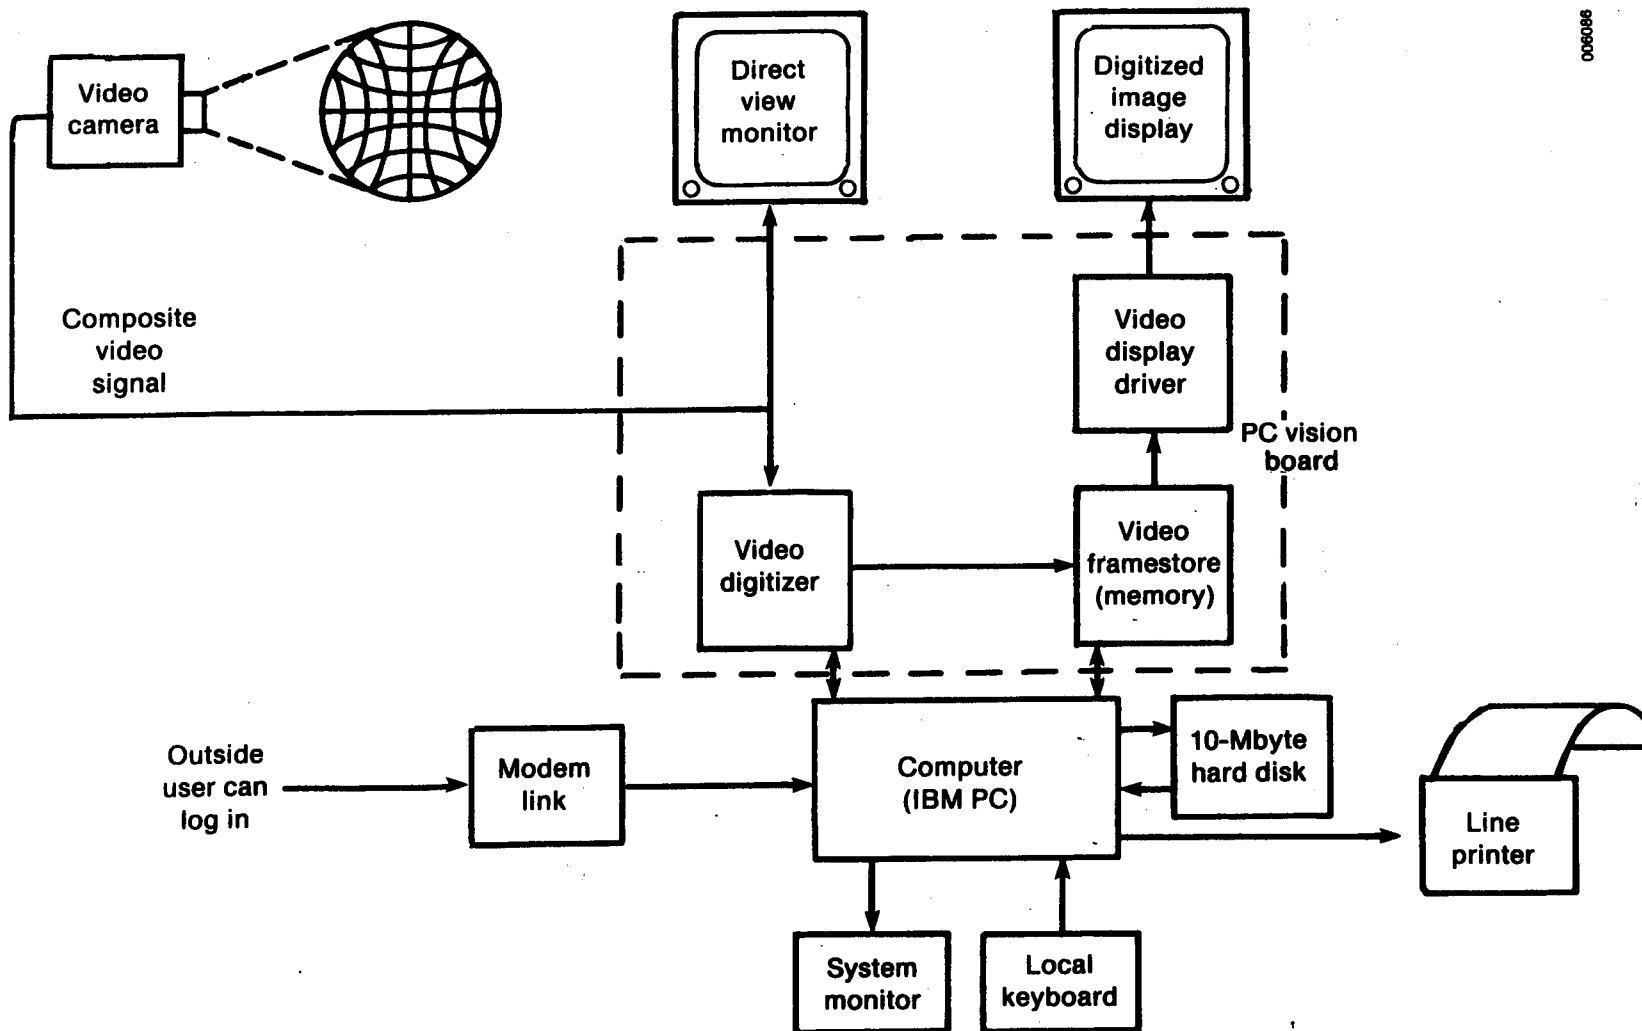 006086
Video
camera
Direct
view
monitor
Digitized
image
display
Composite
video
signal
Video
display
driver
PC vision
board
Video
digitizer
Video
framestore
(memory)
Outside
user can
log in
Modem
link
Computer
(IBM PC)
10-Mbyte
hard disk
Line
printer
System
monitor
Local
keyboard